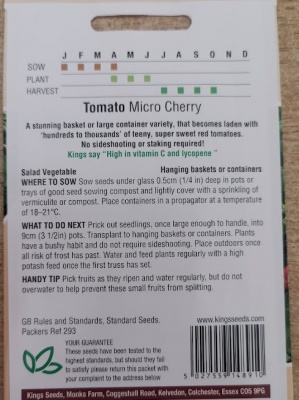 J F M A M J J A S O N D
SOW
PLANT
HARVEST
Tomato Micro Cherry
A stunning basket or large container variety, that becomes laden with
'hundreds to thousands' of teeny, super sweet red tomatoes.
No sideshooting or staking required!
Kings say "High in vitamin C and lycopene "
Salad Vegetable Hanging baskets or containers
WHERE TO SOW Sow seeds under glass 0.5cm (1/4 in) deep in pots or
trays of good seed sowing compost and lightly cover with a sprinkling of
vermiculite or compost. Place containers in a propagator at a temperature
of 18–21°C.
WHAT TO DO NEXT Prick out seedlings, once large enough to handle, into
9cm (3 1/2in) pots. Transplant to hanging baskets or containers. Plants
have a bushy habit and do not require sideshooting. Place outdoors once
all risk of frost has past. Water and feed plants regularly with a high
potash feed once the first truss has set.
HANDY TIP Pick fruits as they ripen and water regularly, but do not
overwater to help prevent these small fruits from splitting.
GB Rules and Standards, Standard Seeds.
Packers Ref 293
www.kingsseeds.com
YOUR GUARANTEE
These seeds have been tested to the
highest standards, but should they fail
to satisfy please return this packet with
your complaint to the address below
5 027559 148910
Kings Seeds, Monks Farm, Coggeshall Road, Kelvedon, Colchester, Essex CO5 9PG